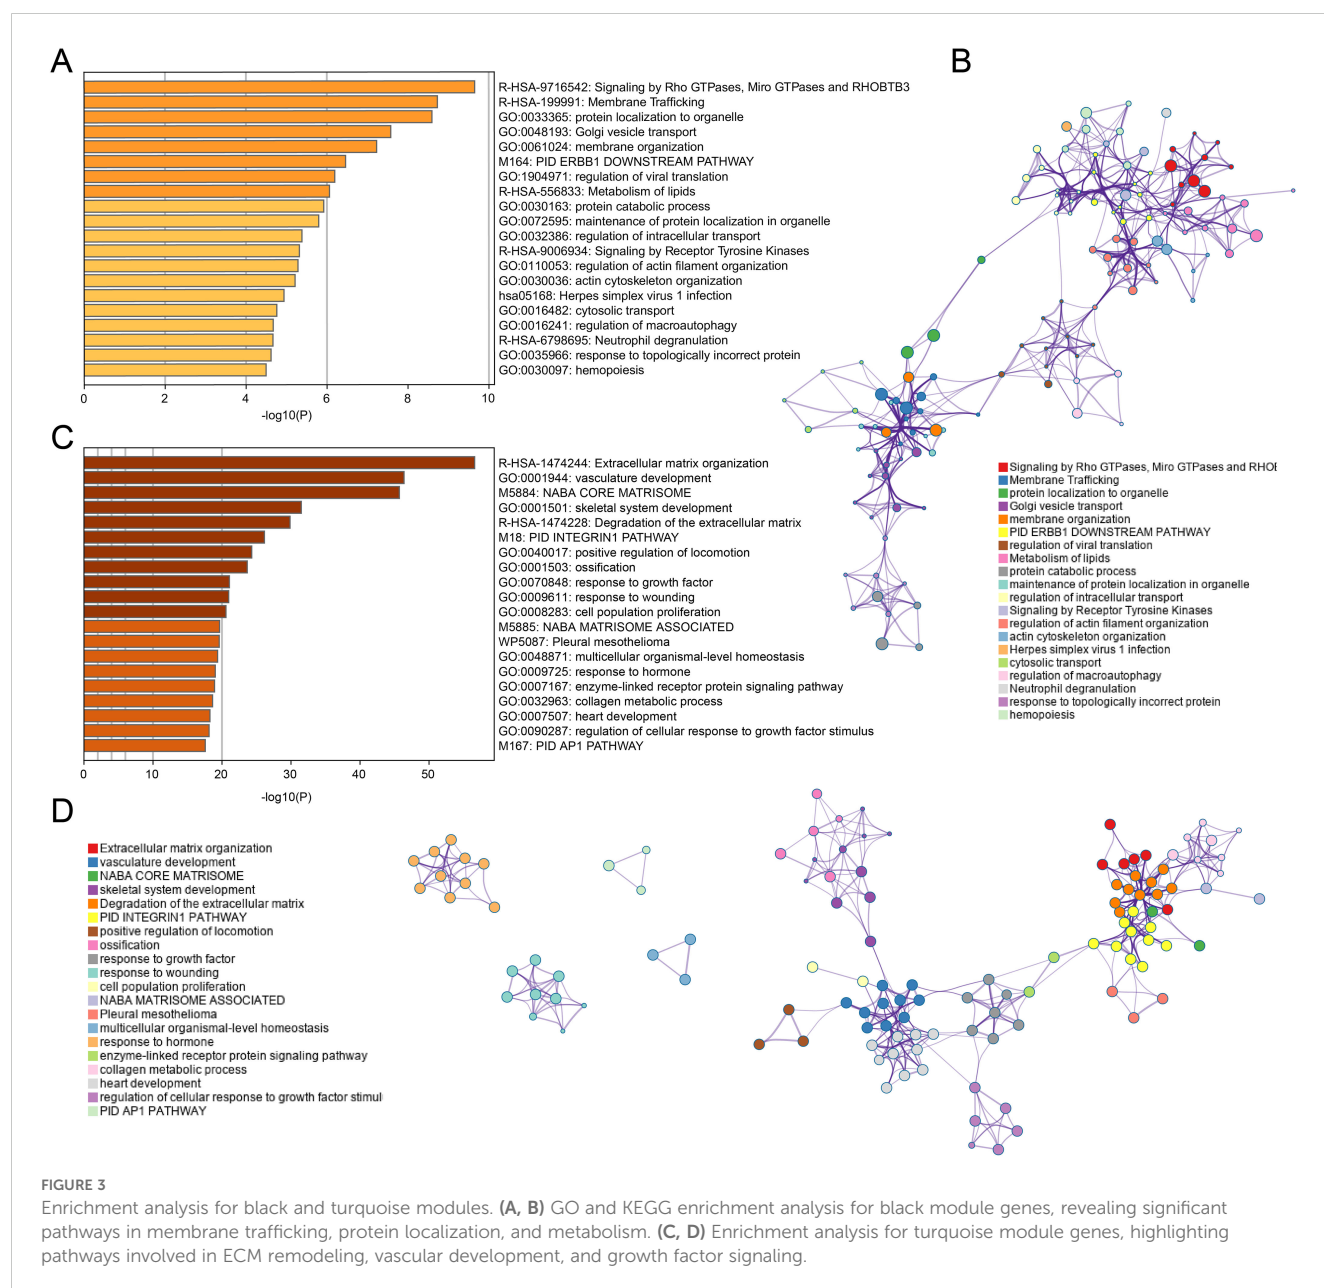 A
R-HSA-9716542: Signaling by Rho GTPases, Miro GTPases and RHOBTB3
R-HSA-199991: Membrane Trafficking
GO:0033365: protein localization to organelle
GO:0048193: Golgi vesicle transport
GO:0061024: membrane organization
M164: PID ERBB1 DOWNSTREAM PATHWAY
GO:1904971: regulation of viral translation
R-HSA-556833: Metabolism of lipids
GO:0030163: protein catabolic process
GO:0072595: maintenance of protein localization in organelle
GO:0032386: regulation of intracellular transport
R-HSA-9006934: Signaling by Receptor Tyrosine Kinases
GO:0110053: regulation of actin filament organization
GO:0030036: actin cytoskeleton organization
hsa05168: Herpes simplex virus 1 infection
GO:0016482: cytosolic transport
GO:0016241: regulation of macroautophagy
R-HSA-6798695: Neutrophil degranulation
GO:0035966: response to topologically incorrect protein
GO:0030097: hemopoiesis
0 2 4 6 8 10
-log10(P)
B
Signaling by Rho GTPases, Miro GTPases and RHOB
Membrane Trafficking
protein localization to organelle
Golgi vesicle transport
membrane organization
PID ERBB1 DOWNSTREAM PATHWAY
regulation of viral translation
Metabolism of lipids
protein catabolic process
maintenance of protein localization in organelle
regulation of intracellular transport
Signaling by Receptor Tyrosine Kinases
regulation of actin filament organization
actin cytoskeleton organization
Herpes simplex virus 1 infection
cytosolic transport
regulation of macroautophagy
Neutrophil degranulation
response to topologically incorrect protein
hemopoiesis
C
R-HSA-1474244: Extracellular matrix organization
GO:0001944: vasculature development
M5884: NABA CORE MATRISOME
GO:0001501: skeletal system development
R-HSA-1474228: Degradation of the extracellular matrix
M18: PID INTEGRIN1 PATHWAY
GO:0040017: positive regulation of locomotion
GO:0001503: ossification
GO:0070848: response to growth factor
GO:0009611: response to wounding
GO:0008283: cell population proliferation
M5885: NABA MATRISOME ASSOCIATED
WP5087: Pleural mesothelioma
GO:0048871: multicellular organismal-level homeostasis
GO:0009725: response to hormone
GO:0007167: enzyme-linked receptor protein signaling pathway
GO:0032963: collagen metabolic process
GO:0007507: heart development
GO:0090287: regulation of cellular response to growth factor stimulus
M167: PID AP1 PATHWAY
0 10 20 30 40 50
-log10(P)
D
Extracellular matrix organization
vasculature development
NABA CORE MATRISOME
skeletal system development
Degradation of the extracellular matrix
PID INTEGRIN1 PATHWAY
positive regulation of locomotion
ossification
response to growth factor
response to wounding
cell population proliferation
NABA MATRISOME ASSOCIATED
Pleural mesothelioma
multicellular organismal-level homeostasis
response to hormone
enzyme-linked receptor protein signaling pathway
collagen metabolic process
heart development
regulation of cellular response to growth factor stimul
PID AP1 PATHWAY
FIGURE 3
Enrichment analysis for black and turquoise modules. (A, B) GO and KEGG enrichment analysis for black module genes, revealing significant
pathways in membrane trafficking, protein localization, and metabolism. (C, D) Enrichment analysis for turquoise module genes, highlighting
pathways involved in ECM remodeling, vascular development, and growth factor signaling.